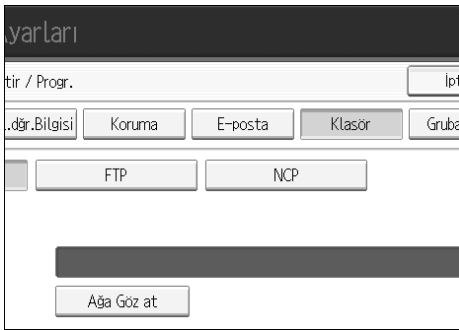 Ayarları
tir / Progr.
İpt
..dğr.Bilgisi Koruma E-posta Klasör Gruba
FTP NCP
Ağa Göz at